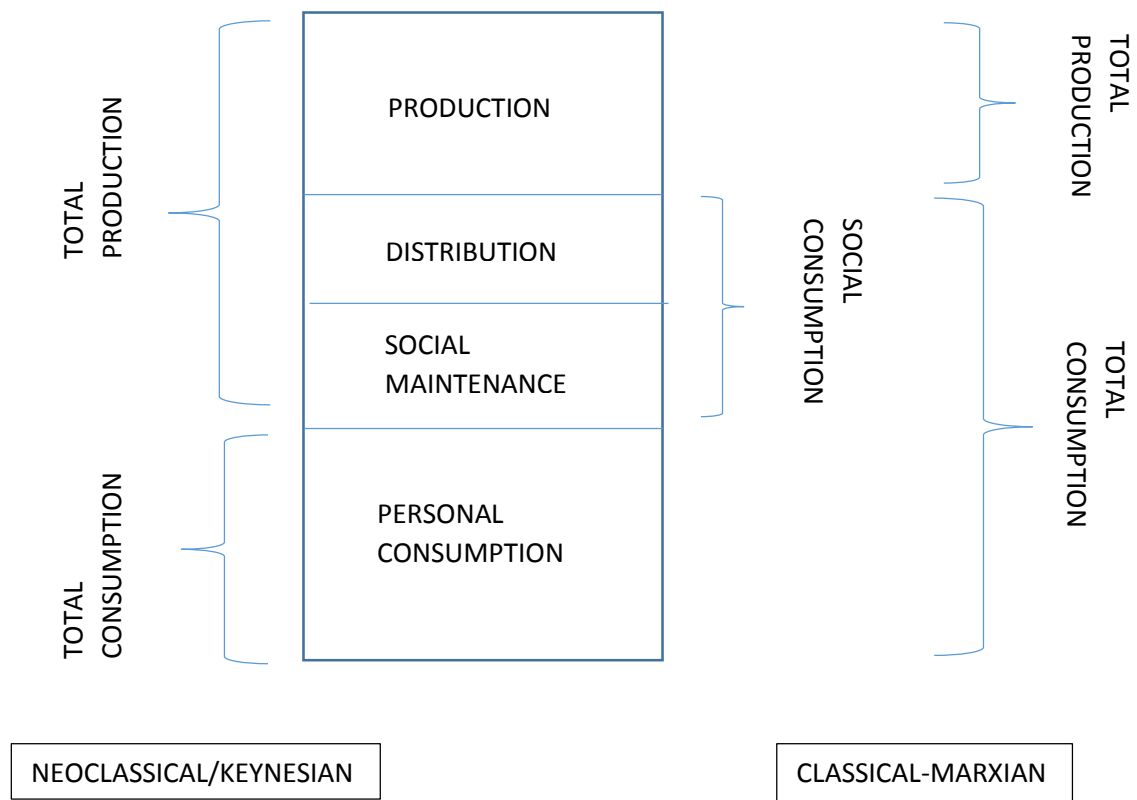 TOTAL
PRODUCTION
TOTAL
CONSUMPTION
PRODUCTION
DISTRIBUTION
SOCIAL
MAINTENANCE
PERSONAL
CONSUMPTION
SOCIAL
CONSUMPTION
TOTAL
PRODUCTION
TOTAL
CONSUMPTION
NEOCLASSICAL/KEYNESIAN
CLASSICAL-MARXIAN